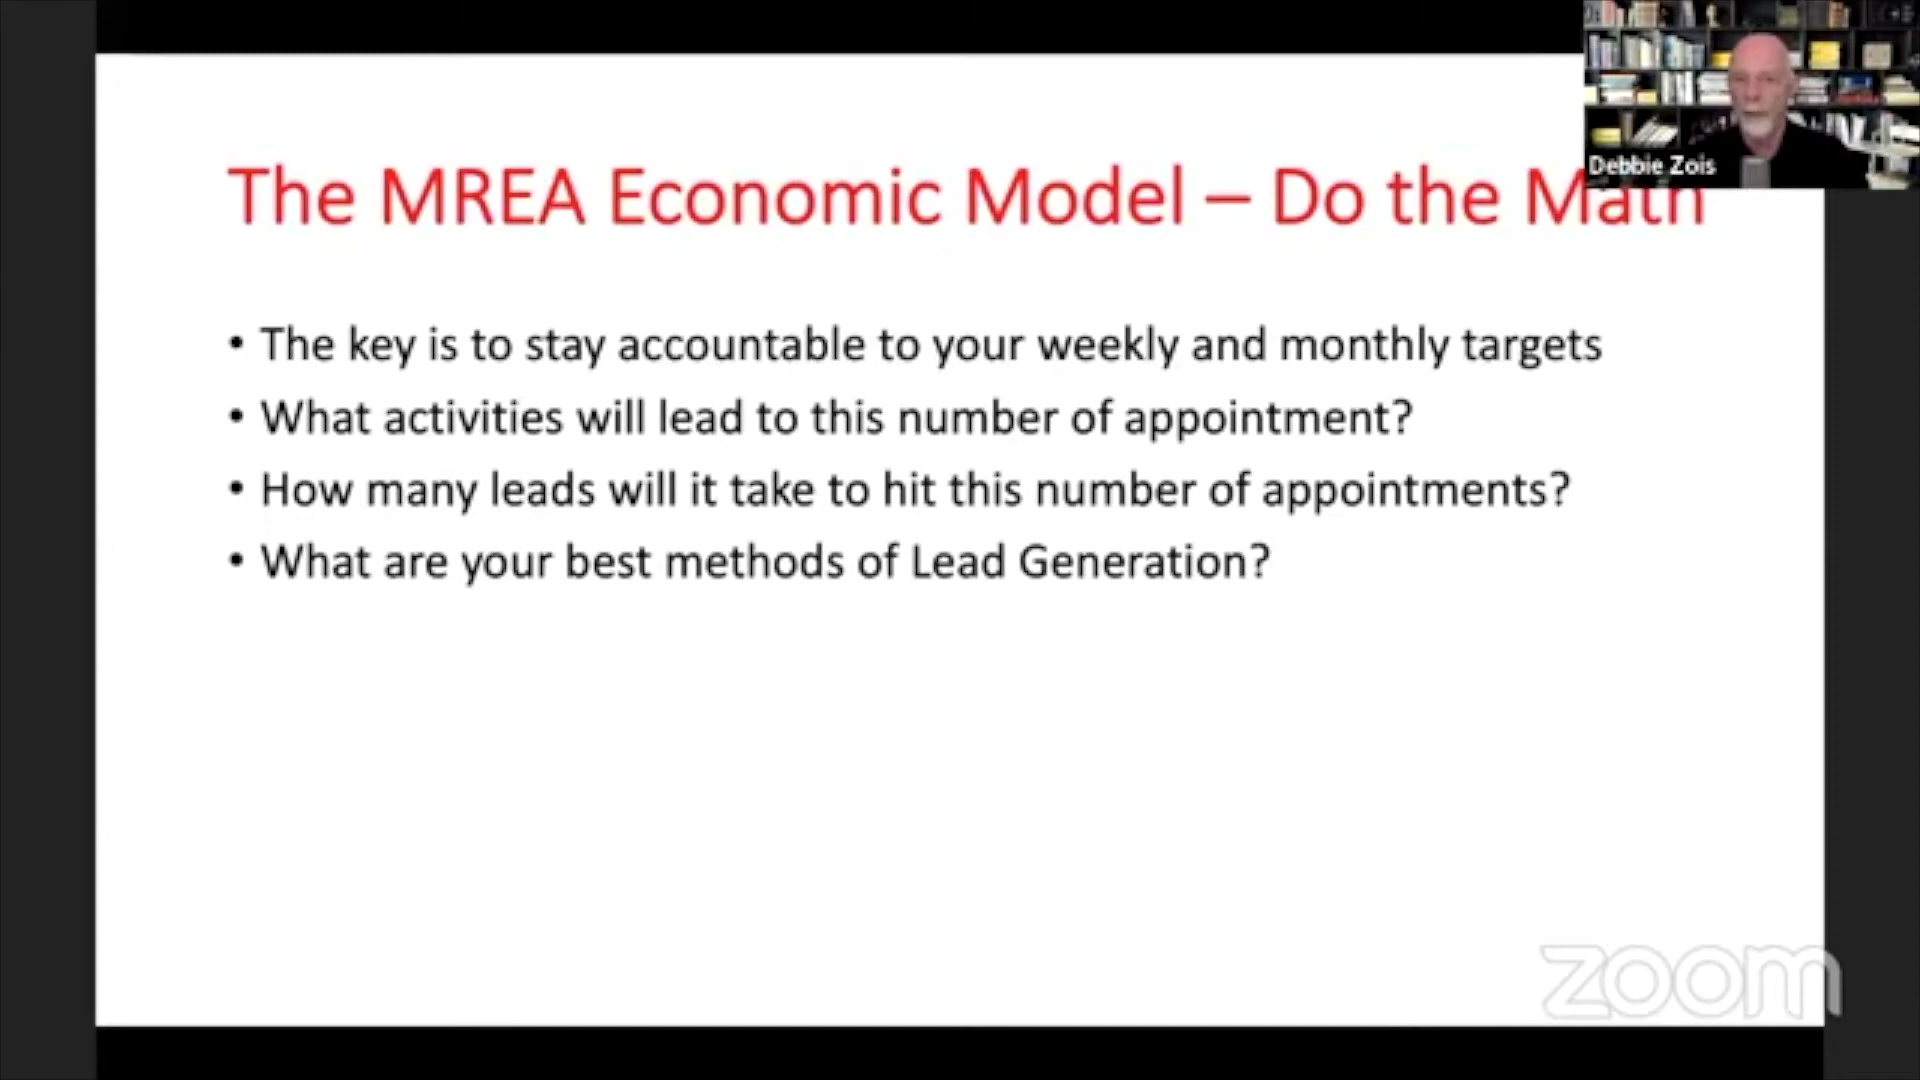 Debbie Zois
The MREA Economic Model – Do the Math
• The key is to stay accountable to your weekly and monthly targets
• What activities will lead to this number of appointment?
• How many leads will it take to hit this number of appointments?
• What are your best methods of Lead Generation?
zoom